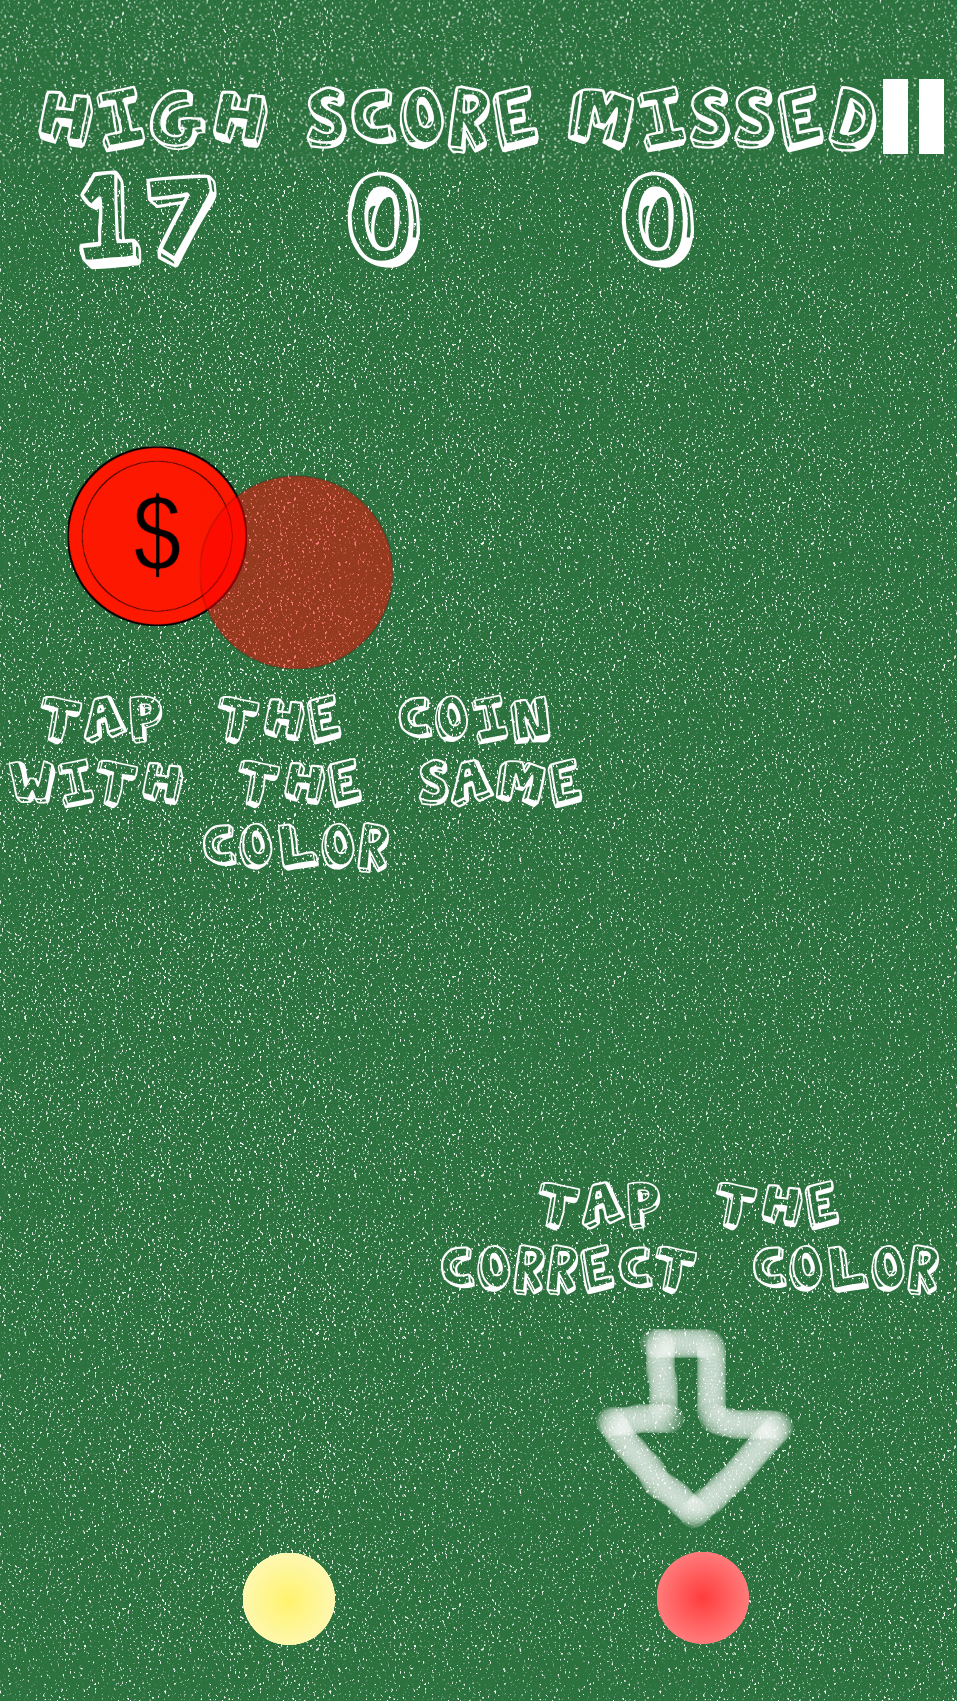 HIGH SCORE MISSED
17 0 0
$
TAP THE COIN
WITH THE SAME
COLOR
TAP THE
CORRECT COLOR